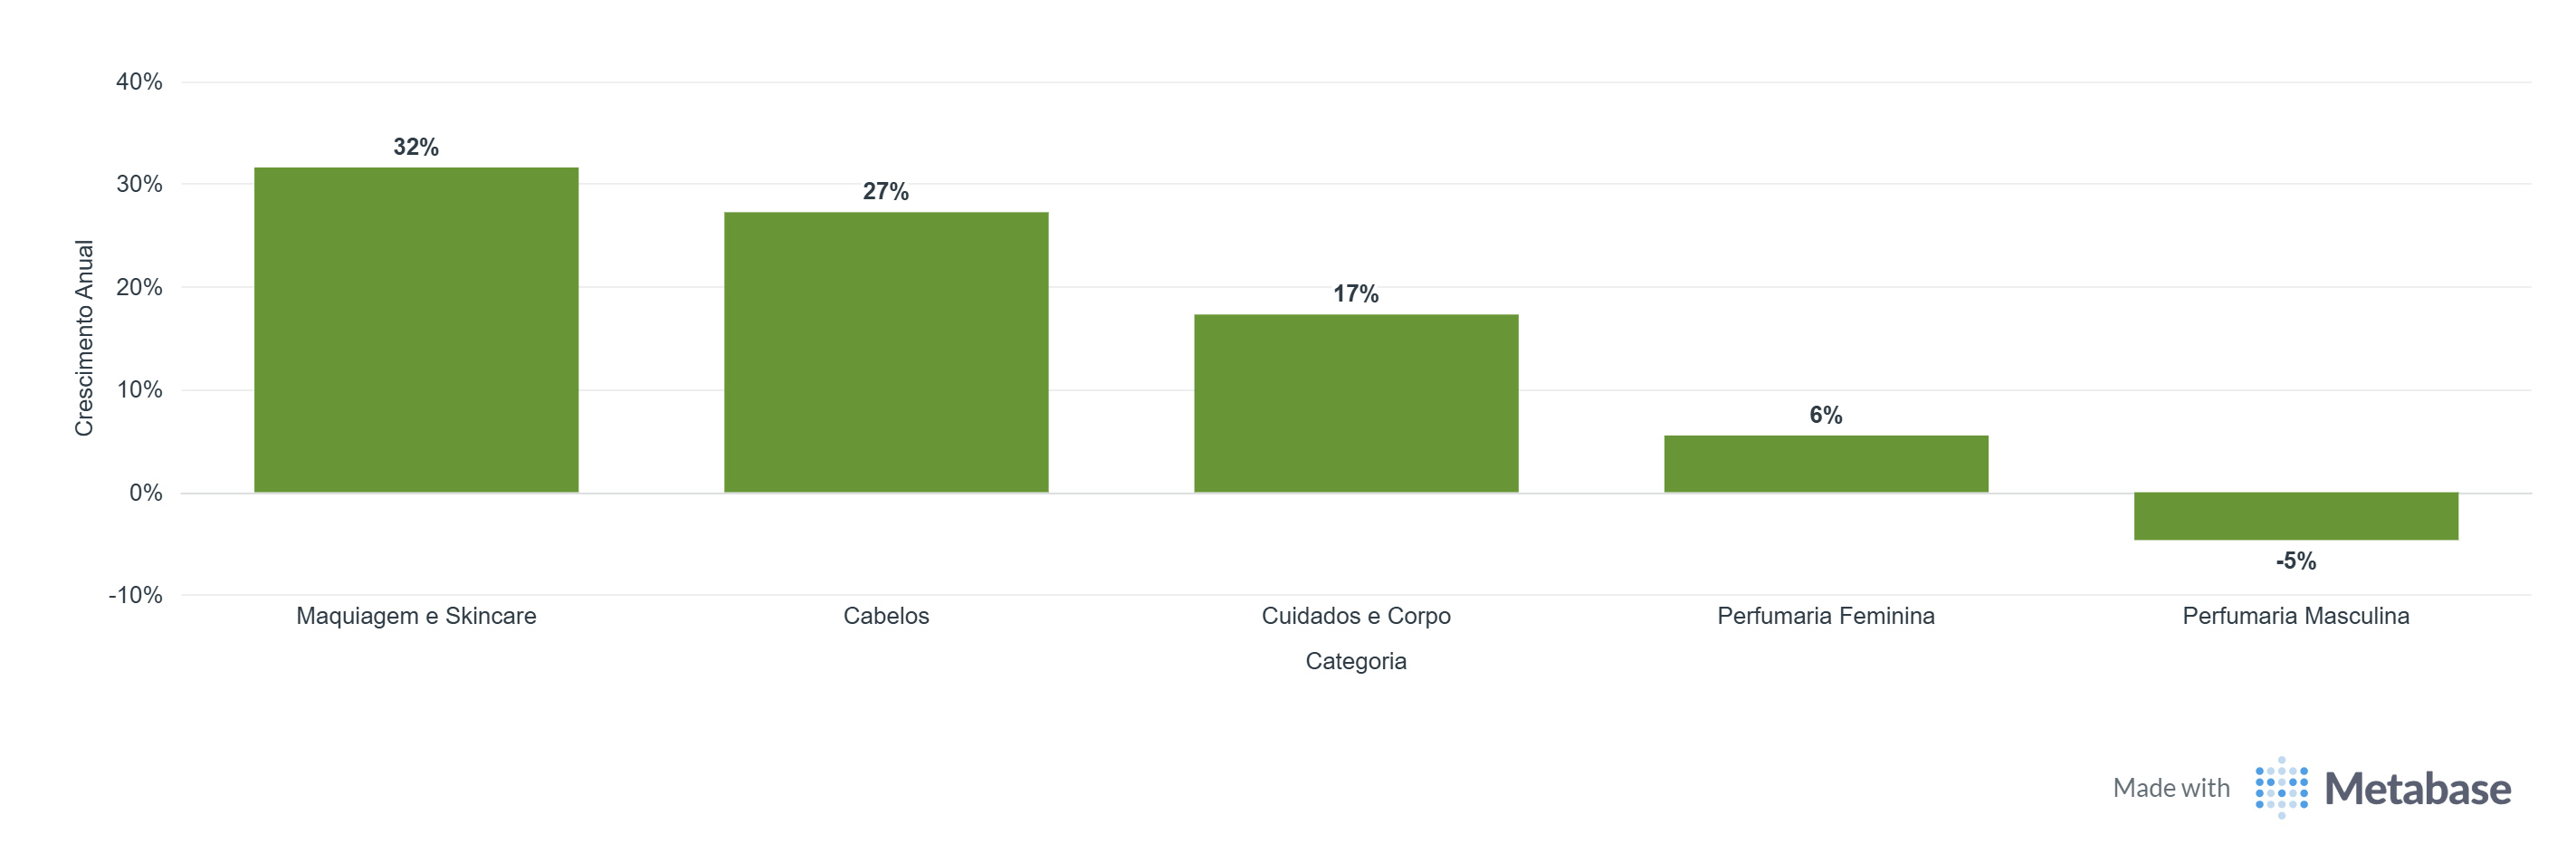 40%
32%
30%
27%
20%
17%
10%
6%
0%
-5%
-10%
Crescimento Anual
Maquiagem e Skincare
Cabelos
Cuidados e Corpo
Perfumaria Feminina
Perfumaria Masculina
Categoria
Made with Metabase